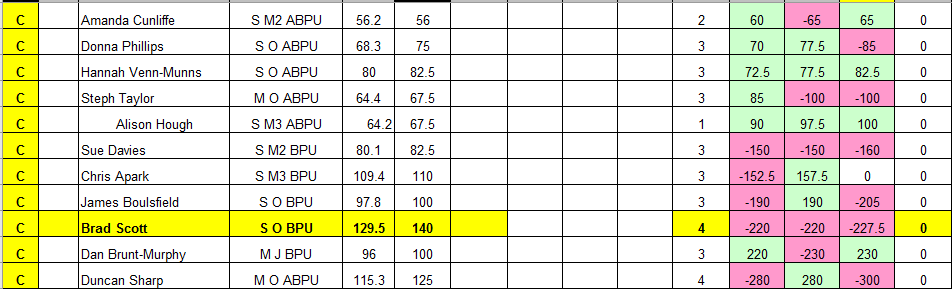 C Amanda Cunliffe S M2 ABPU 56.2 56 2 60 -65 65 0
C Donna Phillips S O ABPU 68.3 75 3 70 77.5 -85 0
C Hannah Venn-Munns S O ABPU 80 82.5 3 72.5 77.5 82.5 0
C Steph Taylor M O ABPU 64.4 67.5 3 85 -100 -100 0
C Alison Hough S M3 ABPU 64.2 67.5 1 90 97.5 100 0
C Sue Davies S M2 BPU 80.1 82.5 3 -150 -150 -160 0
C Chris Apark S M3 BPU 109.4 110 3 -152.5 157.5 0 0
C James Boulsfield S O BPU 97.8 100 3 -190 190 -205 0
C Brad Scott S O BPU 129.5 140 4 -220 -220 -227.5 0
C Dan Brunt-Murphy M J BPU 96 100 3 220 -230 230 0
C Duncan Sharp M O ABPU 115.3 125 4 -280 280 -300 0